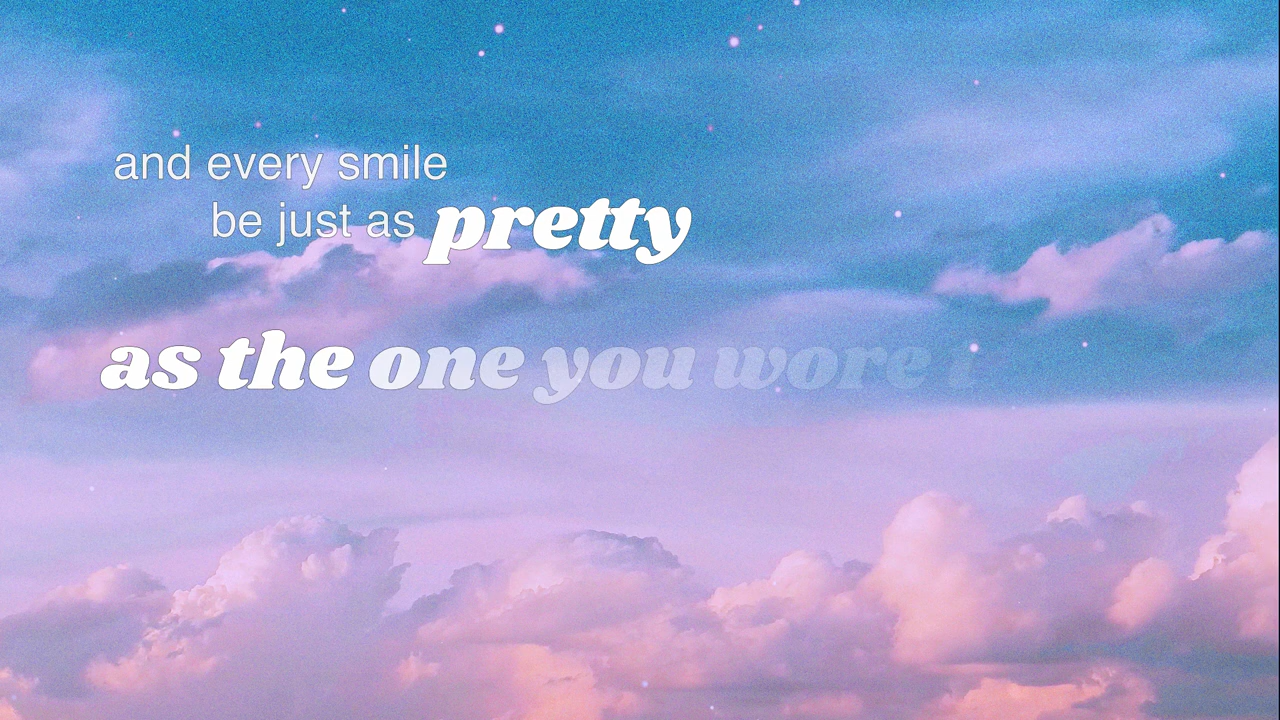 and every smile
be just as pretty
as the one you wore